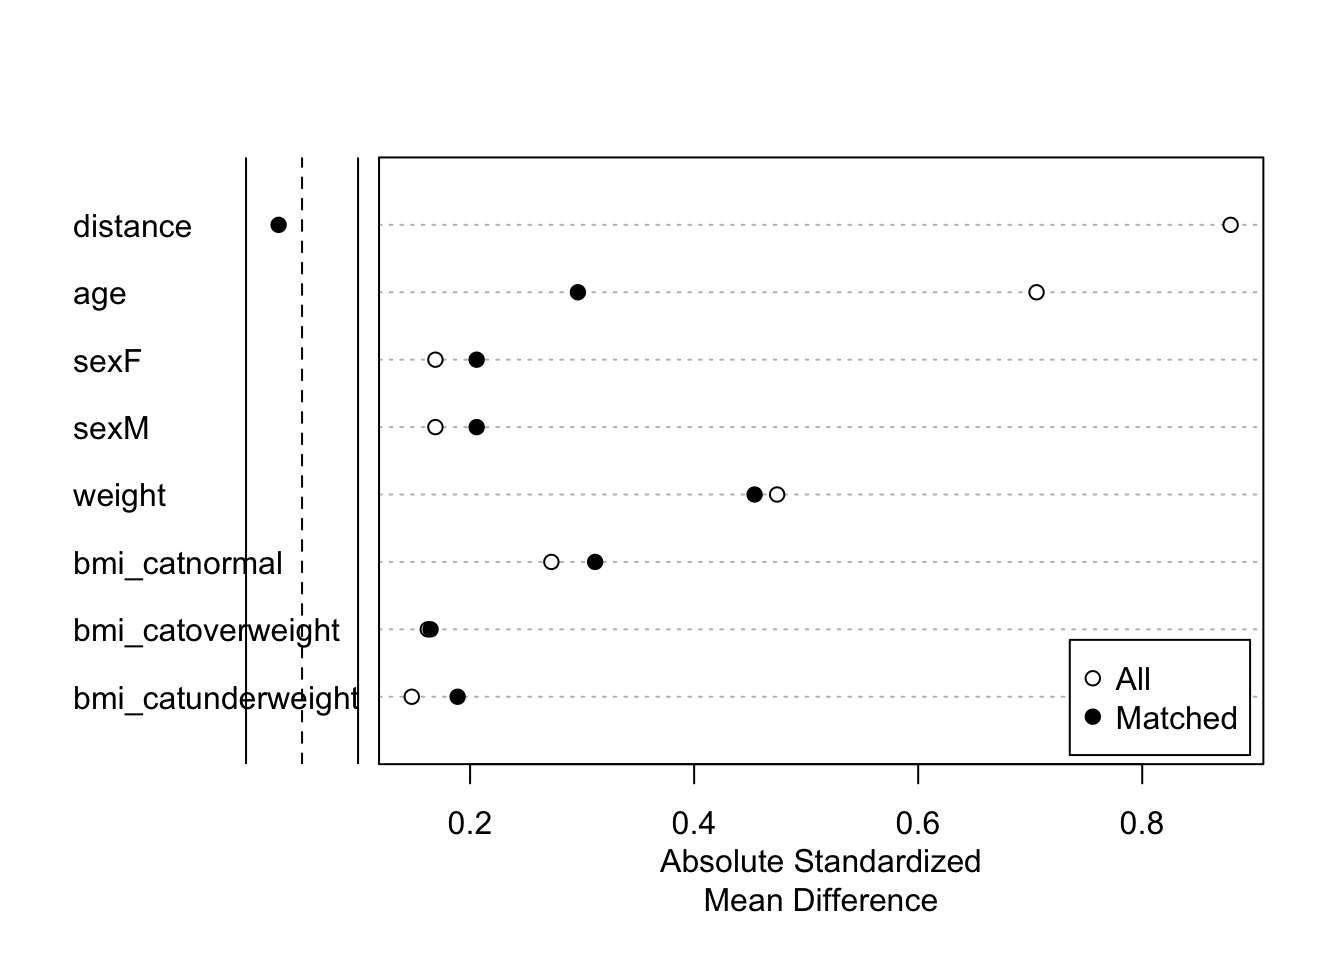 distance
age
sexF
sexM
weight
bmi_catnormal
bmi_catoverweight
bmi_catunderweight
All
Matched
0.2 0.4 0.6 0.8
Absolute Standardized
Mean Difference